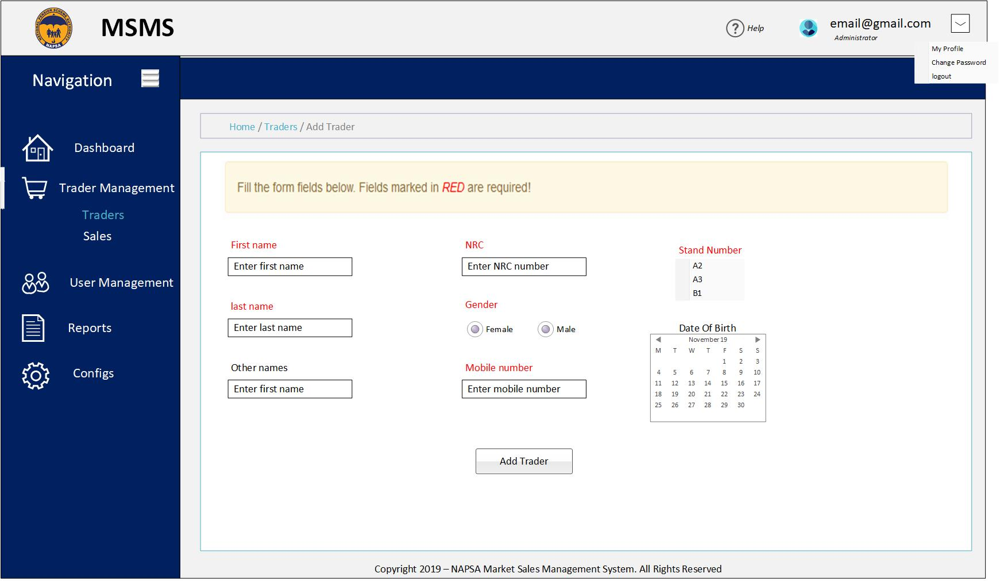 NATIONAL PENSION SCHEME AUTHORITY
NAPSA
MSMS
Help
email@gmail.com
Administrator
My Profile
Change Password
logout
Navigation
Dashboard
Trader Management
Traders
Sales
User Management
Reports
Configs
Home / Traders / Add Trader
Fill the form fields below. Fields marked in RED are required!
First name
Enter first name
last name
Enter last name
Other names
Enter first name
NRC
Enter NRC number
Gender
Female Male
Mobile number
Enter mobile number
Stand Number
A2
A3
B1
Date Of Birth
November 19
M T W T F S S
1 2 3
4 5 6 7 8 9 10
11 12 13 14 15 16 17
18 19 20 21 22 23 24
25 26 27 28 29 30
Add Trader
Copyright 2019 – NAPSA Market Sales Management System. All Rights Reserved